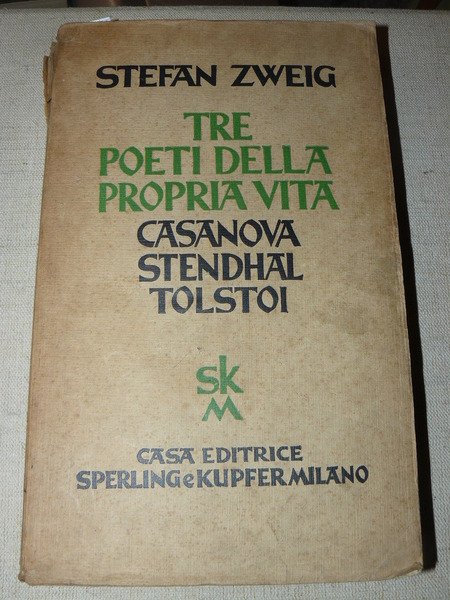 STEFAN ZWEIG
TRE
POETI DELLA
PROPRIA VITA
CASANOVA
STENDHAL
TOLSTOI
sk
M
CASA EDITRICE
SPERLING e KUPFER MILANO